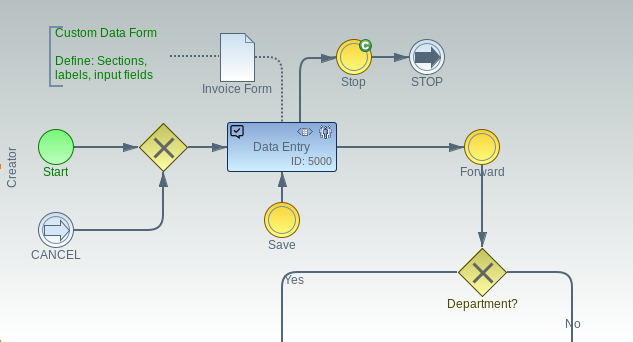 Custom Data Form
Define: Sections,
labels, input fields
Invoice Form
C
Stop
STOP
Creator
Start
Data Entry
ID: 5000
Forward
CANCEL
Save
Yes
Department?
No